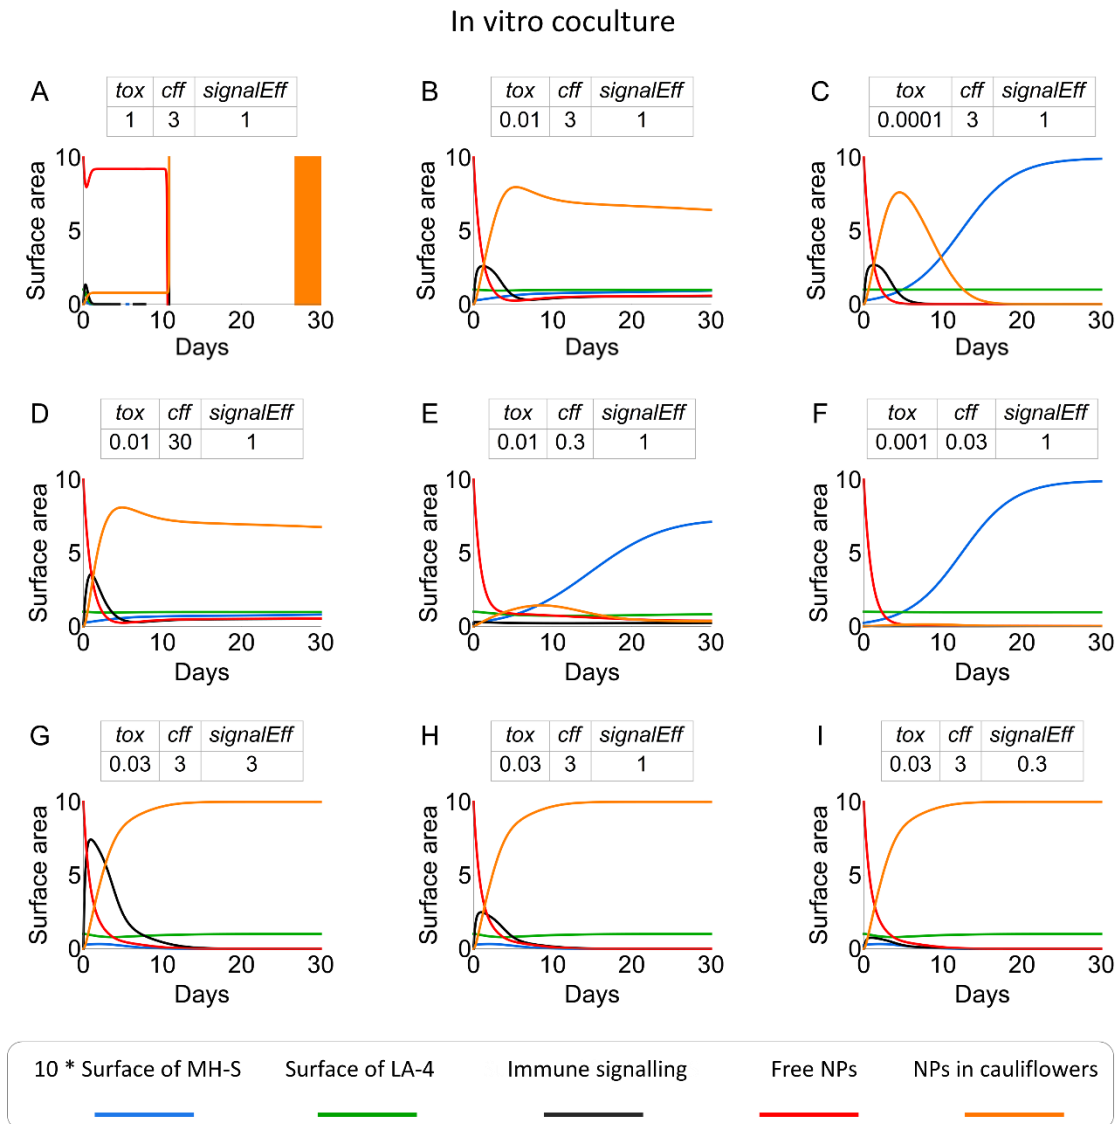 In vitro coculture
A
tox cff signalEff
1 3 1
Surface area
10
5
0
0 10 20 30
Days
B
tox cff signalEff
0.01 3 1
Surface area
10
5
0
0 10 20 30
Days
C
tox cff signalEff
0.0001 3 1
Surface area
10
5
0
0 10 20 30
Days
D
tox cff signalEff
0.01 30 1
Surface area
10
5
0
0 10 20 30
Days
E
tox cff signalEff
0.01 0.3 1
Surface area
10
5
0
0 10 20 30
Days
F
tox cff signalEff
0.001 0.03 1
Surface area
10
5
0
0 10 20 30
Days
G
tox cff signalEff
0.03 3 3
Surface area
10
5
0
0 10 20 30
Days
H
tox cff signalEff
0.03 3 1
Surface area
10
5
0
0 10 20 30
Days
I
tox cff signalEff
0.03 3 0.3
Surface area
10
5
0
0 10 20 30
Days
10 * Surface of MH-S Surface of LA-4 Immune signalling Free NPs NPs in cauliflowers